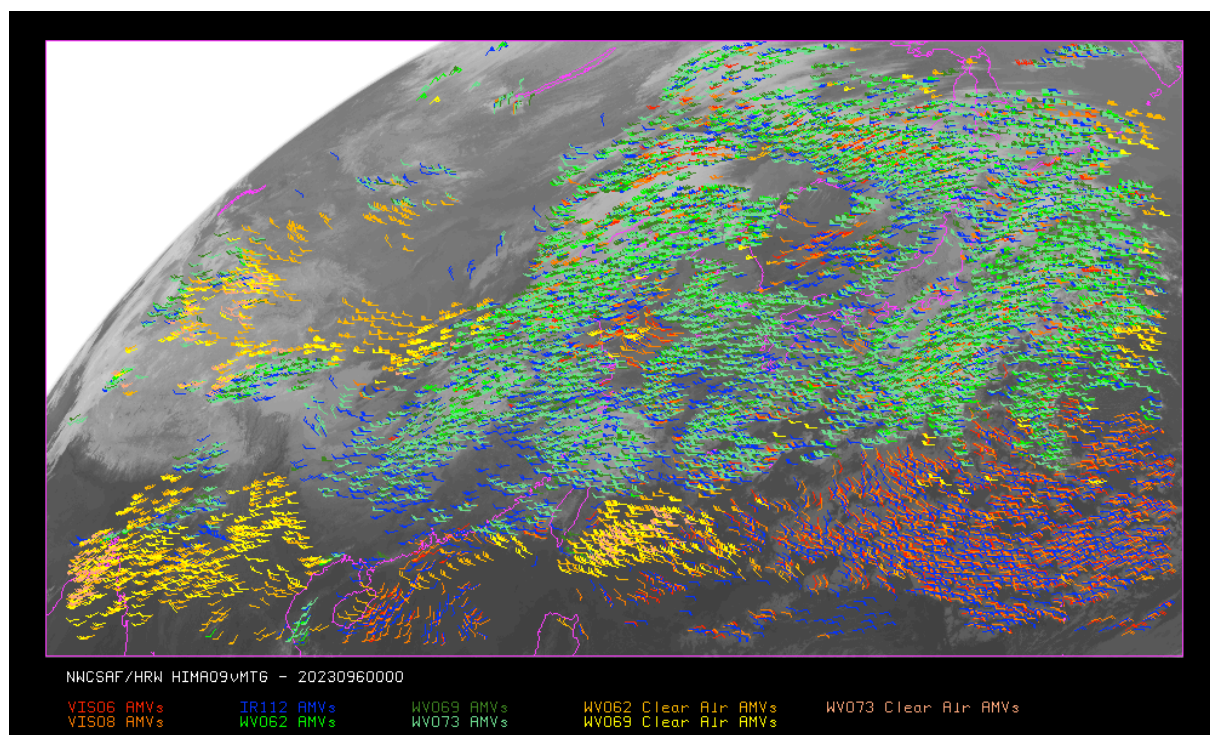 NWCSAF/HRW HIMA09vMTG - 20230960000
VIS06 AMVs IR112 AMVs WV069 AMVs WV062 Clear Air AMVs WV073 Clear Air AMVs
VIS08 AMVs WV062 AMVs WV073 AMVs WV069 Clear Air AMVs